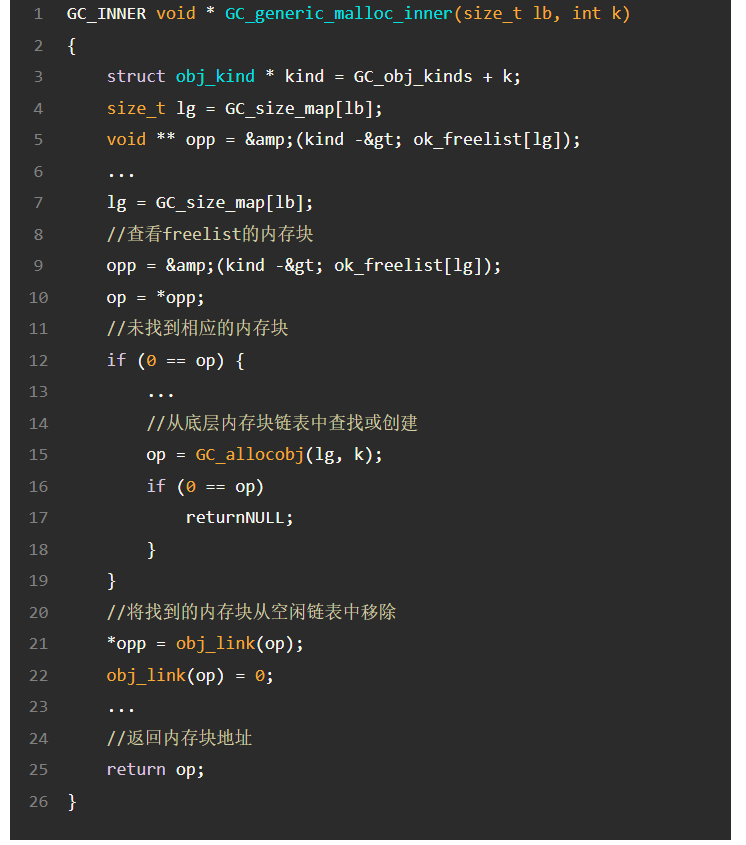 1 GC_INNER void * GC_generic_malloc_inner(size_t lb, int k)
2 {
3     struct obj_kind * kind = GC_obj_kinds + k;
4     size_t lg = GC_size_map[lb];
5     void ** opp = &amp;(kind -&gt; ok_freelist[lg]);
6     ...
7     lg = GC_size_map[lb];
8     //查看freelist的内存块
9     opp = &amp;(kind -&gt; ok_freelist[lg]);
10     op = *opp;
11     //未找到相应的内存块
12     if (0 == op) {
13         ...
14         //从底层内存块链表中查找或创建
15         op = GC_allocobj(lg, k);
16         if (0 == op)
17             returnNULL;
18         }
19     }
20     //将找到的内存块从空闲链表中移除
21     *opp = obj_link(op);
22     obj_link(op) = 0;
23     ...
24     //返回内存块地址
25     return op;
26 }